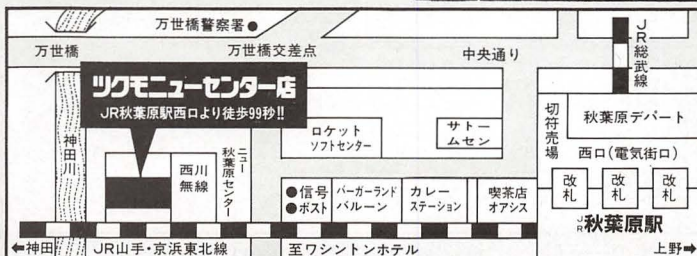 万世橋警察署●
万世橋
万世橋交差点
中央通り
JR総武線
ツクモニューセンター店
JR秋葉原駅西口より徒歩99秒!!
神田川
西川無線
ニュー秋葉原センター
ロケット
ソフトセンター
サトー
ムセン
切符売場
秋葉原デパート
西口(電気街口)
改札
改札
改札
●信号
●ポスト
バーガーランド
バルーン
カレー
ステーション
喫茶店
オアシス
JR秋葉原駅
←神田
JR山手・京浜東北線
至ワシントンホテル
上野→